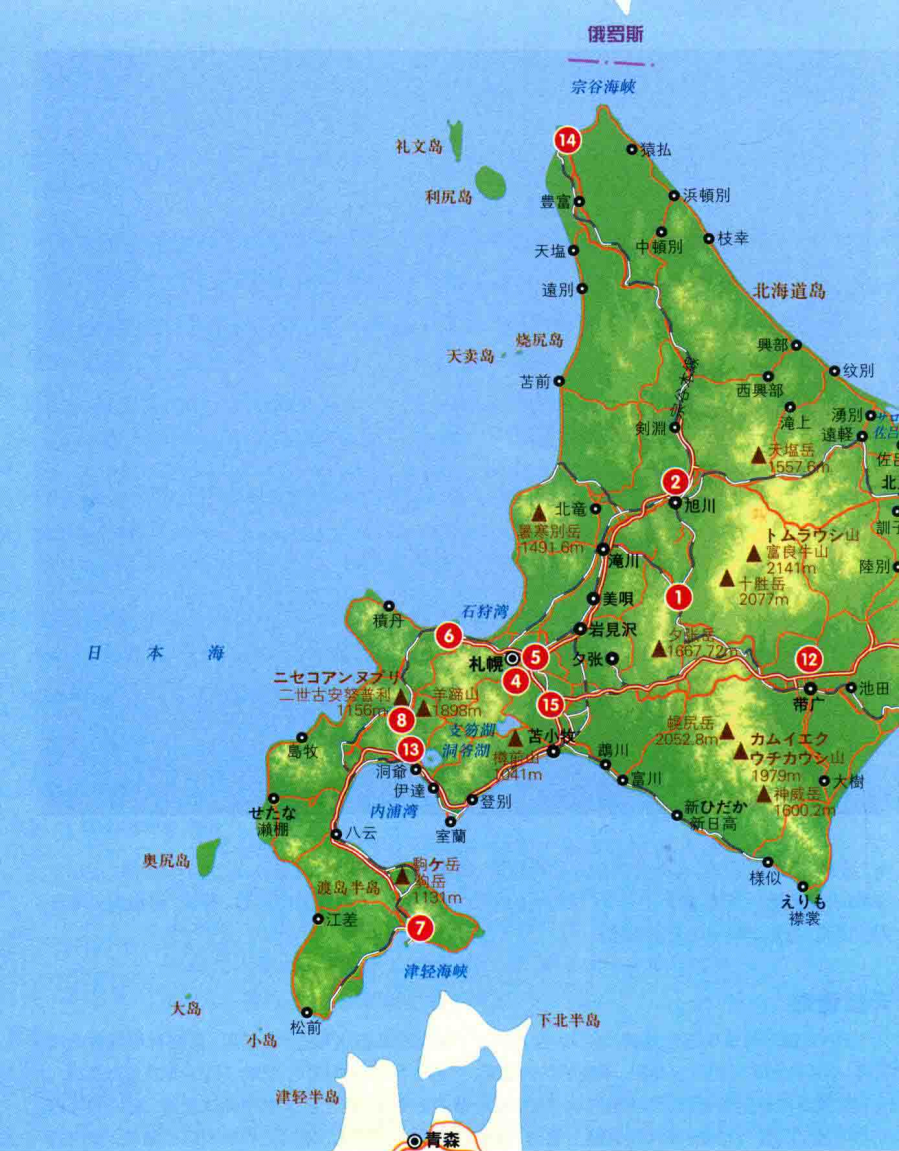 俄罗斯
宗谷海峡
14
礼文岛
猿払
利尻岛
浜頓別
豊富
中頓別
枝幸
天塩
遠別
北海道岛
烧尻岛
天卖岛
興部
苫前
纹別
西興部
滝上
湧別
剣淵
遠軽
天塩岳
1557.6m
2
旭川
北竜
暑寒別岳
1491.6m
トムラウシ山
富良牛山
2141m
滝川
陸別
十胜岳
2077m
1
美唄
積丹
石狩湾
6
岩見沢
夕张岳
1667.72m
日本海
札幌
5
夕张
12
4
ニセコアンヌプリ
二世古安努普利
1156m
羊蹄山
1898m
帯广
池田
15
8
支笏湖
幌尻岳
2052.8m
島牧
13
洞爷湖
樽前山
1041m
苫小牧
カムイエク
ウチカウシ山
1979m
洞爺
鵡川
富川
大樹
伊達
登别
神威岳
1600.2m
せたな
瀬棚
内浦湾
室蘭
新ひだか
新日高
八云
奥尻岛
駒ケ岳
驹岳
1131m
様似
渡岛半岛
えりも
襟裳
江差
7
津轻海峡
大岛
松前
小岛
下北半岛
津轻半岛
青森